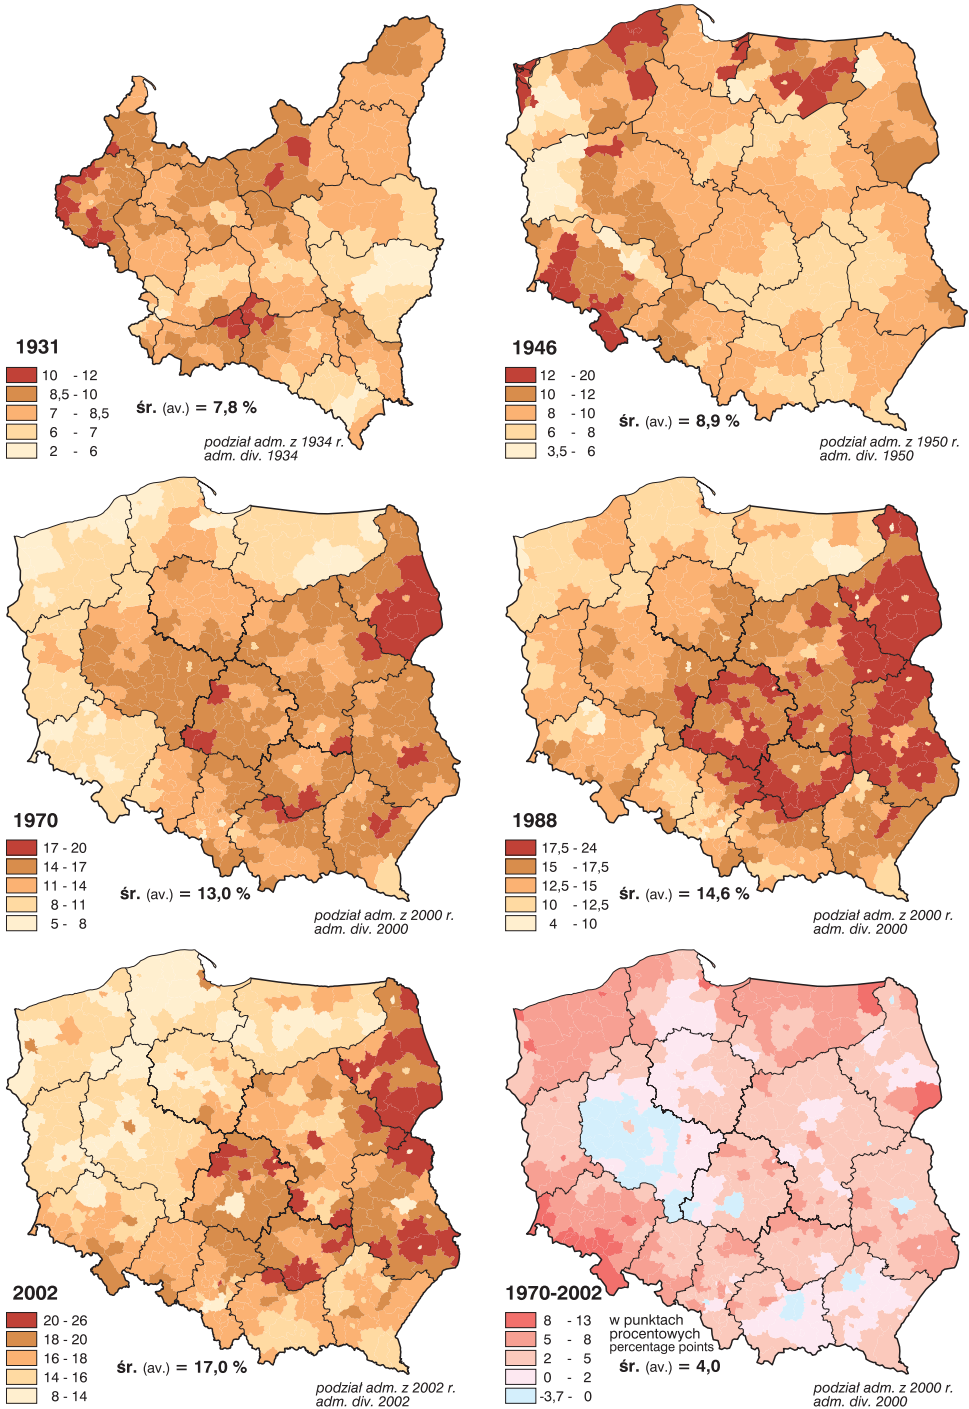 1931
10 - 12
8,5 - 10
7 - 8,5
6 - 7
2 - 6
śr. (av.) = 7,8 %
podział adm. z 1934 r.
adm. div. 1934
1946
12 - 20
10 - 12
8 - 10
6 - 8
3,5 - 6
śr. (av.) = 8,9 %
podział adm. z 1950 r.
adm. div. 1950
1970
17 - 20
14 - 17
11 - 14
8 - 11
5 - 8
śr. (av.) = 13,0 %
podział adm. z 2000 r.
adm. div. 2000
1988
17,5 - 24
15 - 17,5
12,5 - 15
10 - 12,5
4 - 10
śr. (av.) = 14,6 %
podział adm. z 2000 r.
adm. div. 2000
2002
20 - 26
18 - 20
16 - 18
14 - 16
8 - 14
śr. (av.) = 17,0 %
podział adm. z 2002 r.
adm. div. 2002
1970-2002
8 - 13
5 - 8
2 - 5
0 - 2
-3,7 - 0
w punktach
procentowych
percentage points
śr. (av.) = 4,0
podział adm. z 2000 r.
adm. div. 2000